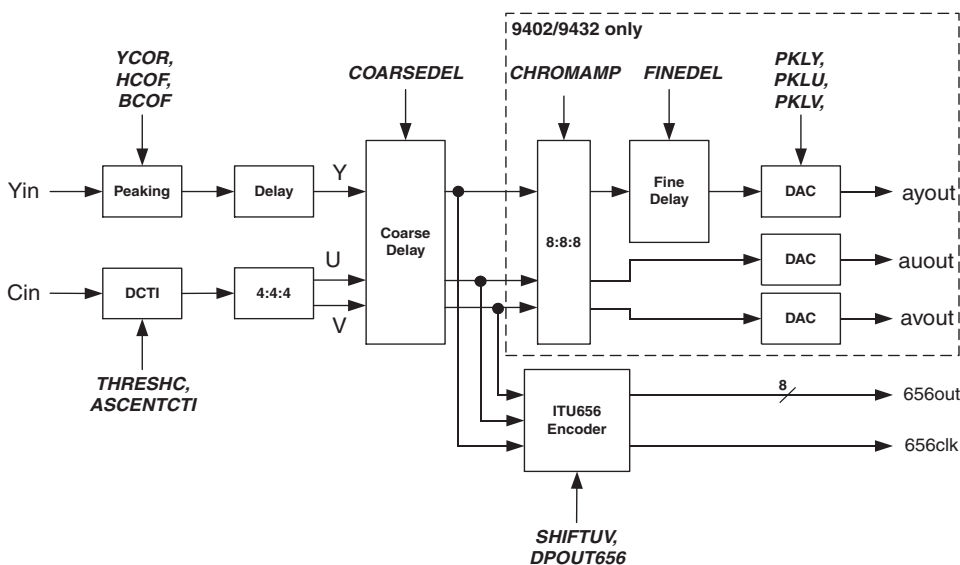 9402/9432 only
YCOR,
HCOF,
BCOF
COARSEDEL
CHROMAMP
FINEDEL
PKLY,
PKLU,
PKLV,
Yin
Peaking
Delay
Y
Coarse
Delay
8:8:8
Fine
Delay
DAC
ayout
U
DAC
auout
Cin
DCTI
4:4:4
V
DAC
avout
THRESHC,
ASCENTCTI
ITU656
Encoder
8
656out
656clk
SHIFTUV,
DPOUT656